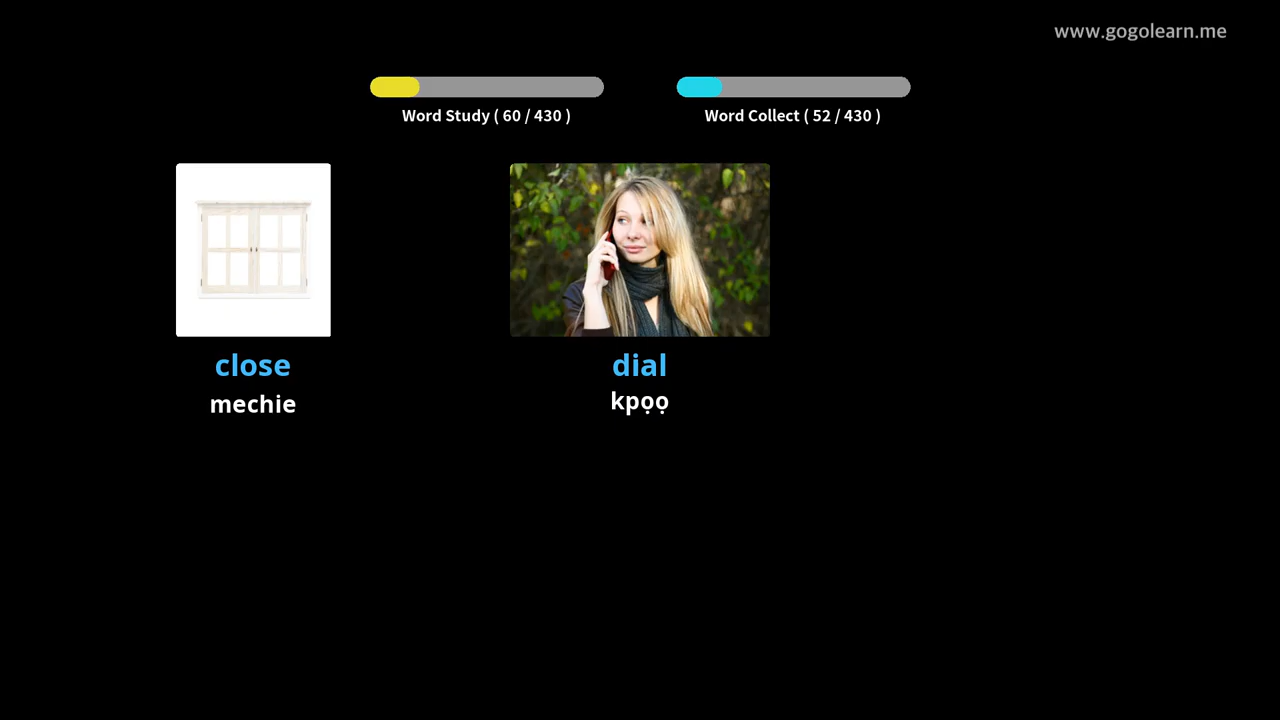 www.gogolearn.me
Word Study ( 60 / 430 )
Word Collect ( 52 / 430 )
close
mechie
dial
kpọọ